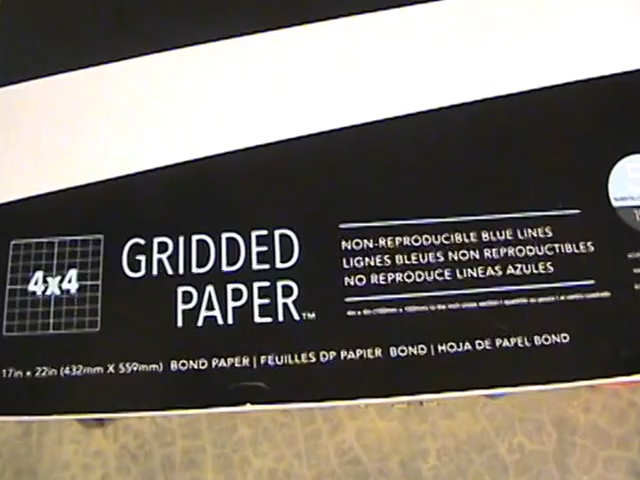 4x4
GRIDDED
PAPER™
NON-REPRODUCIBLE BLUE LINES
LIGNES BLEUES NON REPRODUCTIBLES
NO REPRODUCE LINEAS AZULES
17in x 22in (432mm X 559mm) BOND PAPER | FEUILLES DP PAPIER BOND | HOJA DE PAPEL BOND